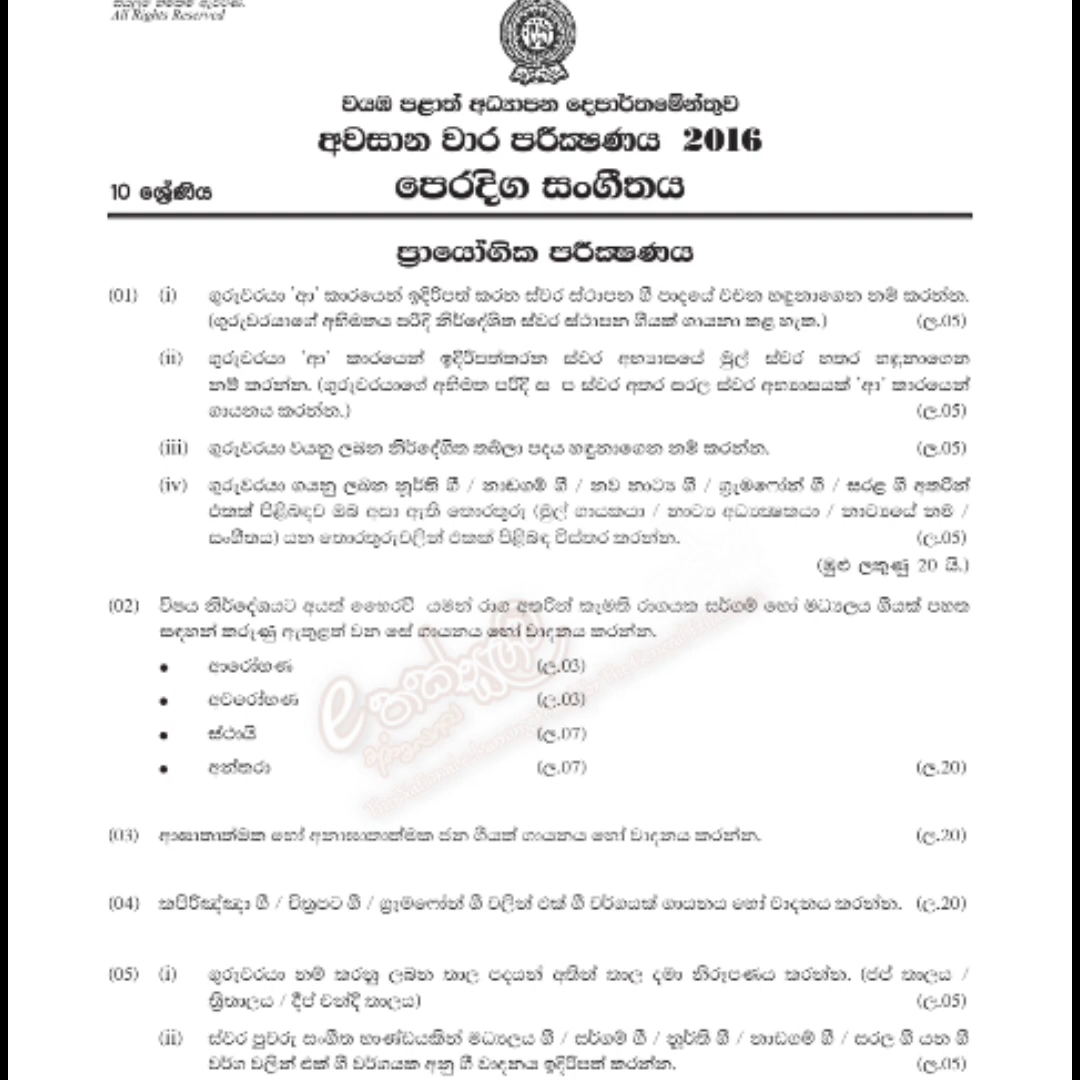 සියලුම හිමිකම් ඇවිරිණි.
All Rights Reserved
වයඹ පළාත් අධ්‍යාපන දෙපාර්තමේන්තුව
අවසාන වාර පරීක්ෂණය 2016
10 ශ්‍රේණිය
පෙරදිග සංගීතය
ප්‍රායෝගික පරීක්ෂණය
(01) (i) ගුරුවරයා 'ආ' කාරයෙන් ඉදිරිපත් කරන ස්වර ස්ථාපන ගී පාදයේ වචන හඳුනාගෙන නම් කරන්න.
(ගුරුවරයාගේ අභිමතය පරිදි නිර්දේශිත ස්වර ස්ථාපන ගීයක් ගායනා කළ හැක.) (ල.05)
(ii) ගුරුවරයා 'ආ' කාරයෙන් ඉදිරිපත්කරන ස්වර අභ්‍යාසයේ මුල් ස්වර හතර හඳුනාගෙන
නම් කරන්න. (ගුරුවරයාගේ අභිමත පරිදි ස ප ස්වර අතර සරල ස්වර අභ්‍යාසයක් 'ආ' කාරයෙන්
ගායනය කරන්න.) (ල.05)
(iii) ගුරුවරයා වයනු ලබන නිර්දේශිත තබ්ලා පදය හඳුනාගෙන නම් කරන්න. (ල.05)
(iv) ගුරුවරයා ගයනු ලබන නූර්ති ගී / නාඩගම් ගී / නව නාට්‍ය ගී / ග්‍රැමෆෝන් ගී / සරළ ගී අතරින්
එකක් පිළිබඳව ඔබ අසා ඇති තොරතුරු (මුල් ගායකයා / නාට්‍ය අධ්‍යක්ෂකයා / නාට්‍යයේ නම /
සංගීතය) යන තොරතුරුවලින් එකක් පිළිබඳ විස්තර කරන්න. (ල.05)
(මුළු ලකුණු 20 යි.)
(02) විෂය නිර්දේශයට අයත් භෛරවී යමන් රාග අතරින් කැමති රාගයක සර්ගම් හෝ මධ්‍යලය ගීයක් පහත
සඳහන් කරුණු ඇතුළත් වන සේ ගායනය හෝ වාදනය කරන්න.
• ආරෝහණ (ල.03)
• අවරෝහණ (ල.03)
• ස්ථායි (ල.07)
• අන්තරා (ල.07) (ල.20)
(03) ආඝාතාත්මක හෝ අනාඝාතාත්මක ජන ගීයක් ගායනය හෝ වාදනය කරන්න. (ල.20)
(04) කපිරිඤ්ඤා ගී / චිත්‍රපට ගී / ග්‍රැමෆෝන් ගී වලින් එක් ගී වර්ගයක් ගායනය හෝ වාදනය කරන්න. (ල.20)
(05) (i) ගුරුවරයා නම් කරනු ලබන තාල පදයන් අතින් තාල දමා නිරූපණය කරන්න. (ජප් තාලය /
ත්‍රිතාලය / දීප් චන්දි තාලය) (ල.05)
(ii) ස්වර පුවරු සංගීත භාණ්ඩයකින් මධ්‍යලය ගී / සර්ගම් ගී / නූර්ති ගී / නාඩගම් ගී / සරල ගී යන ගී
වර්ග වලින් එක් ගී වර්ගයක අනු ගී වාදනය ඉදිරිපත් කරන්න. (ල.05)